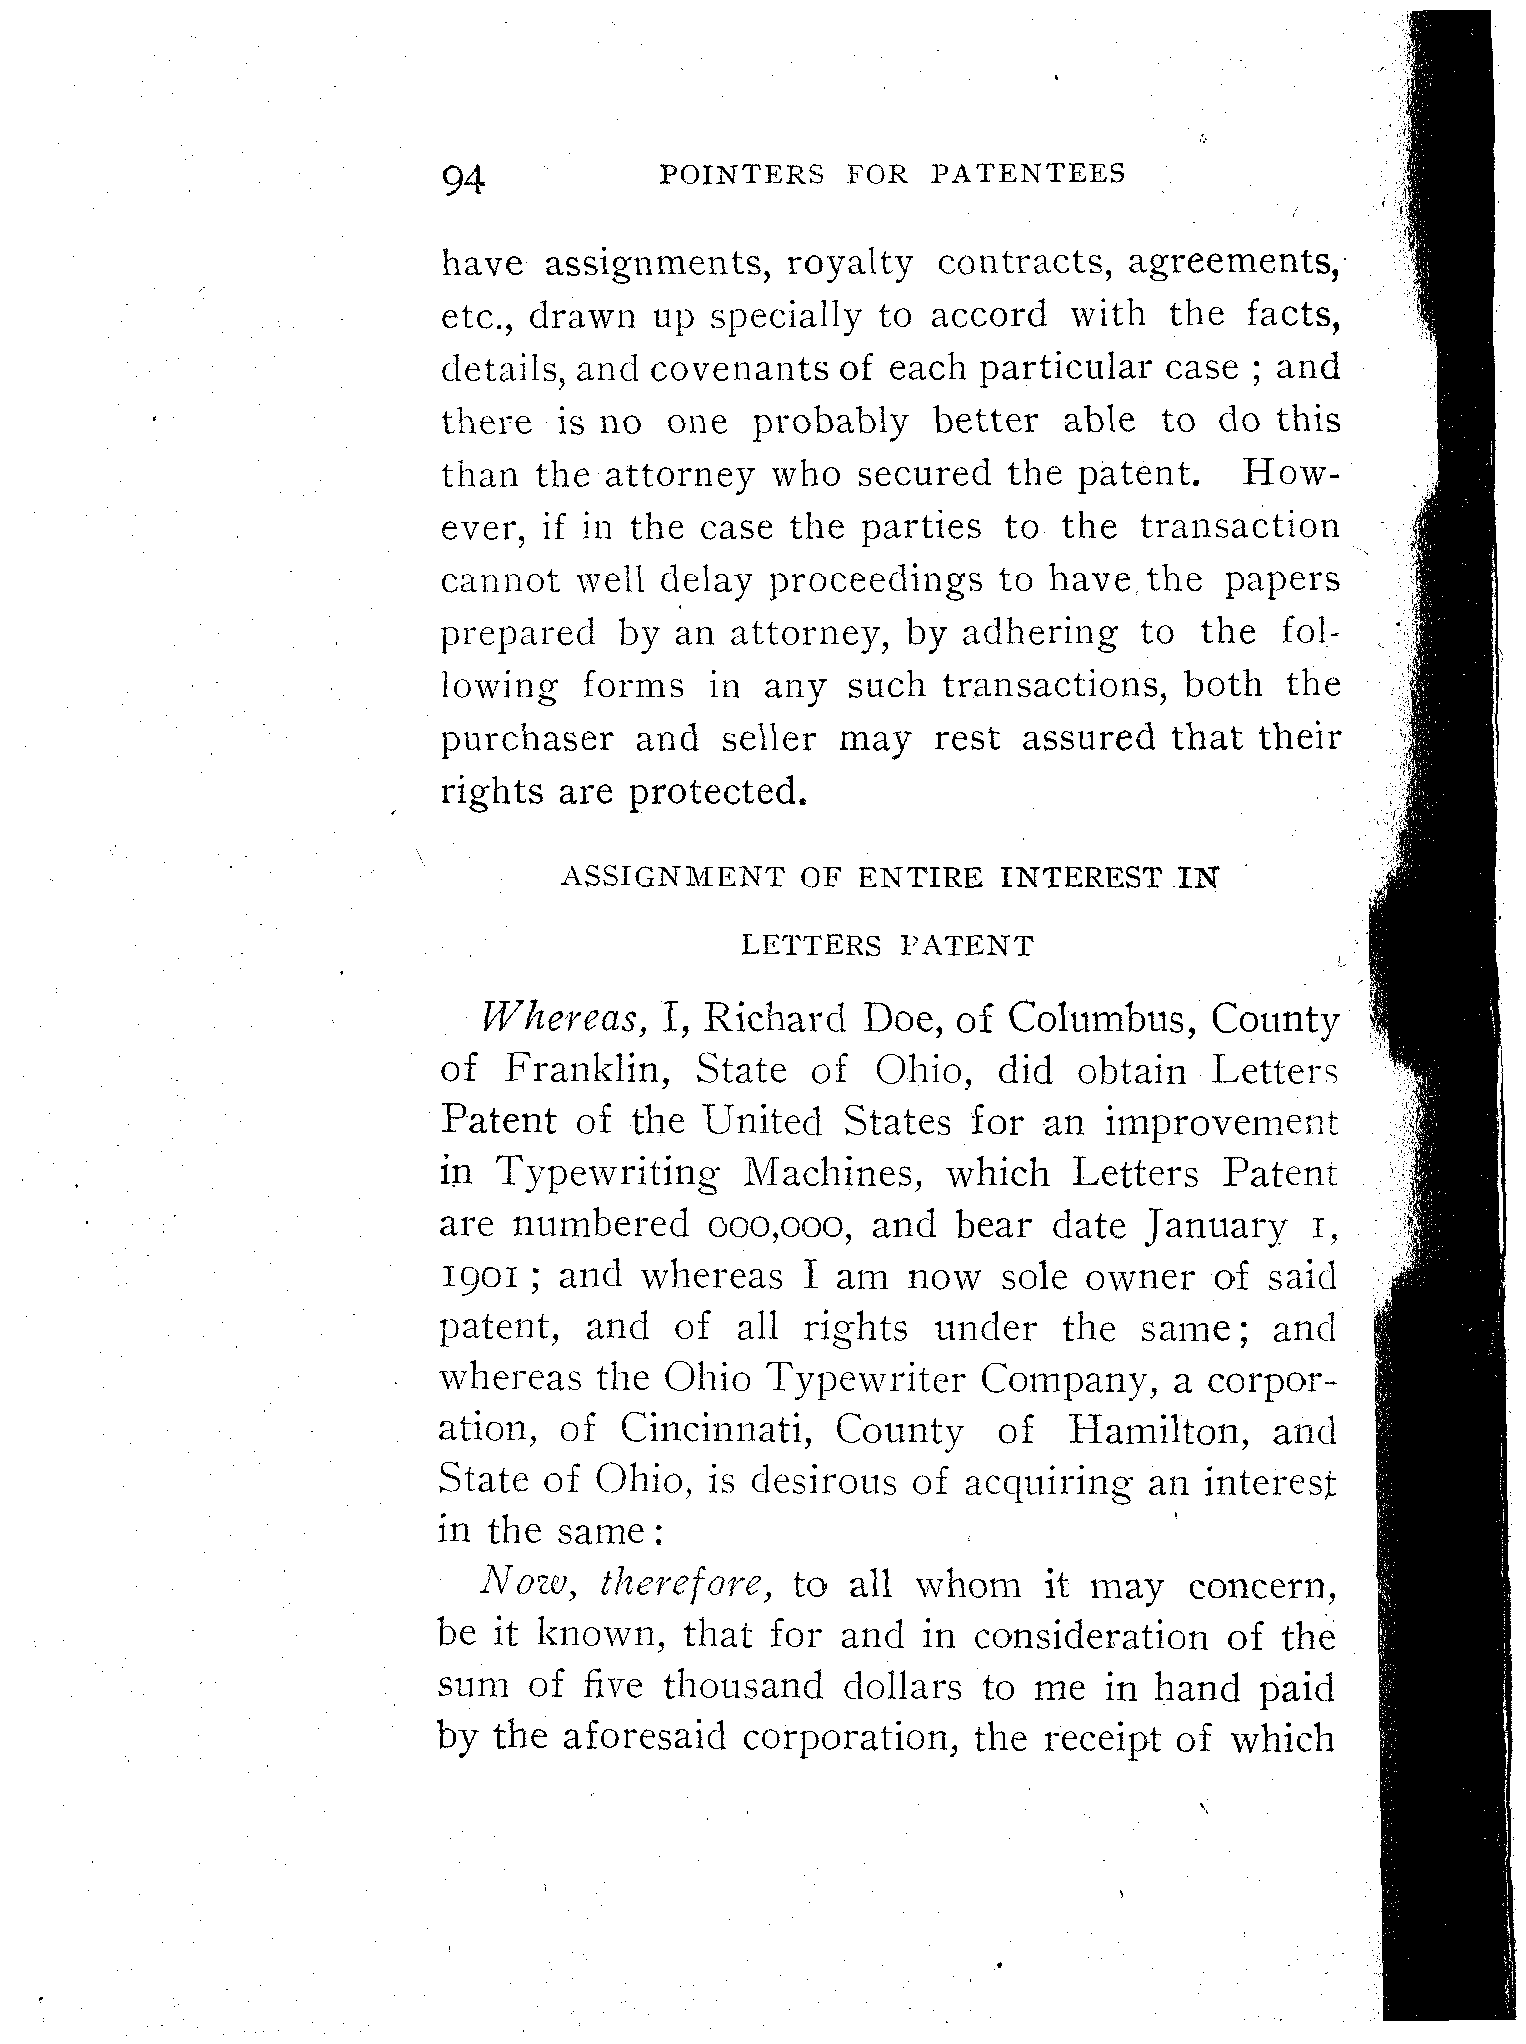 94 POINTERS FOR PATENTEES
have assignments, royalty contracts, agreements,
etc., drawn up specially to accord with the facts,
details, and covenants of each particular case ; and
there is no one probably better able to do this
than the attorney who secured the patent. How-
ever, if in the case the parties to the transaction
cannot well delay proceedings to have the papers
prepared by an attorney, by adhering to the fol-
lowing forms in any such transactions, both the
purchaser and seller may rest assured that their
rights are protected.
ASSIGNMENT OF ENTIRE INTEREST IN
LETTERS PATENT
Whereas, I, Richard Doe, of Columbus, County
of Franklin, State of Ohio, did obtain Letters
Patent of the United States for an improvement
in Typewriting Machines, which Letters Patent
are numbered 000,000, and bear date January 1,
1901 ; and whereas I am now sole owner of said
patent, and of all rights under the same; and
whereas the Ohio Typewriter Company, a corpor-
ation, of Cincinnati, County of Hamilton, and
State of Ohio, is desirous of acquiring an interest
in the same :
Now, therefore, to all whom it may concern,
be it known, that for and in consideration of the
sum of five thousand dollars to me in hand paid
by the aforesaid corporation, the receipt of which